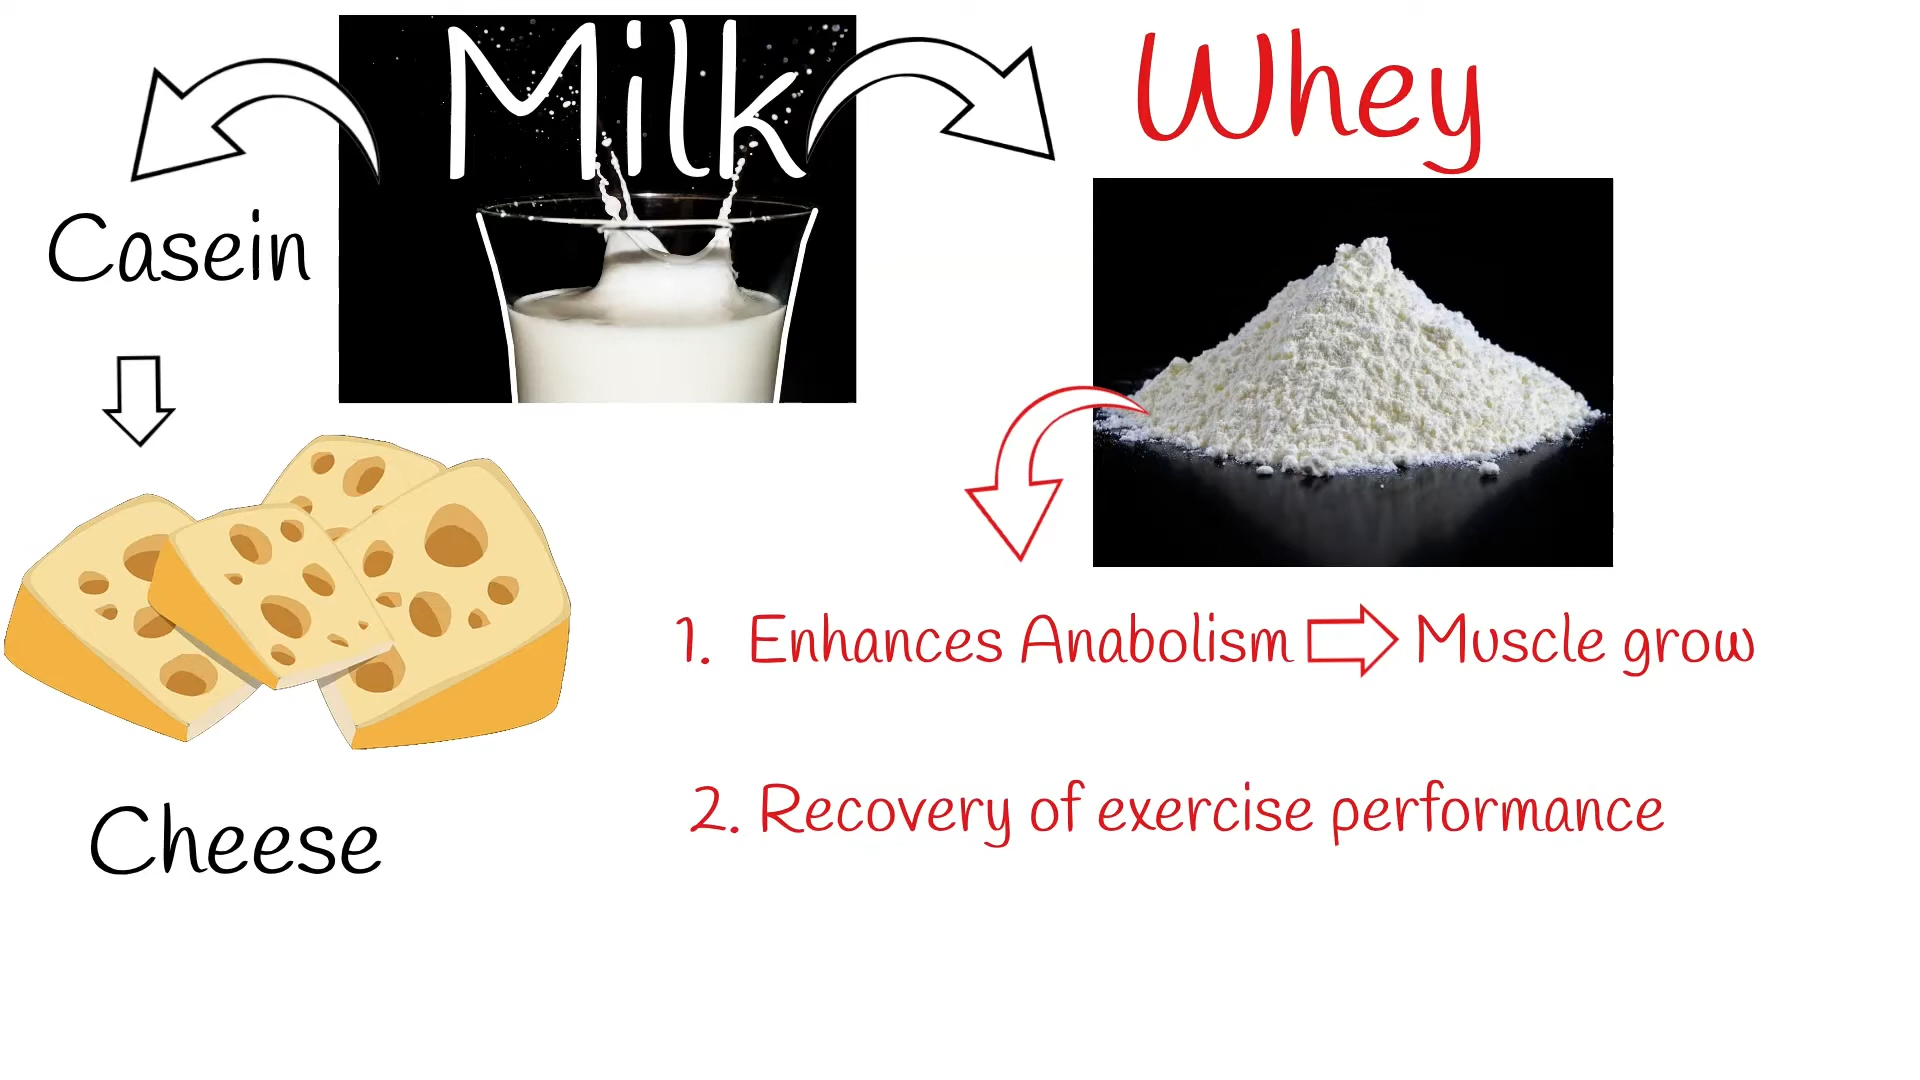 Milk
Whey
Casein
1. Enhances Anabolism Muscle grow
2. Recovery of exercise performance
Cheese